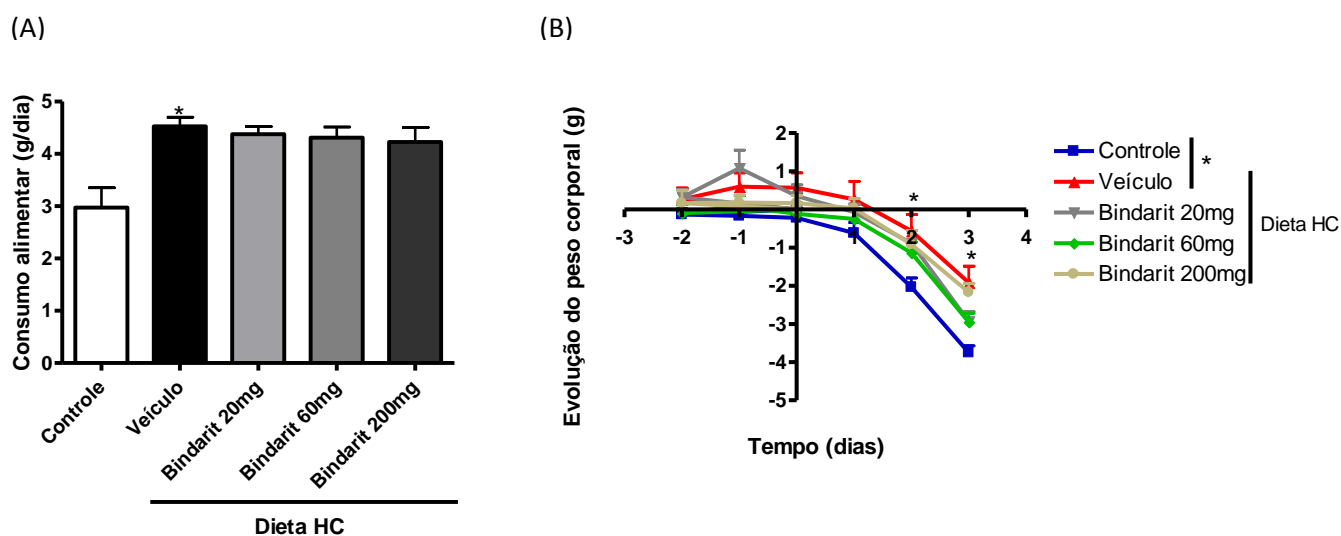 (A)
Consumo alimentar (g/dia)
5
4
3
2
1
0
*
Controle
Veículo
Bindarit 20mg
Bindarit 60mg
Bindarit 200mg
Dieta HC
(B)
Evolução do peso corporal (g)
2
1
-1
-2
-3
-4
-5
-3 -2 -1 1 2 3 4
*
*
Tempo (dias)
Controle
*
Veículo
Bindarit 20mg
Bindarit 60mg
Bindarit 200mg
Dieta HC